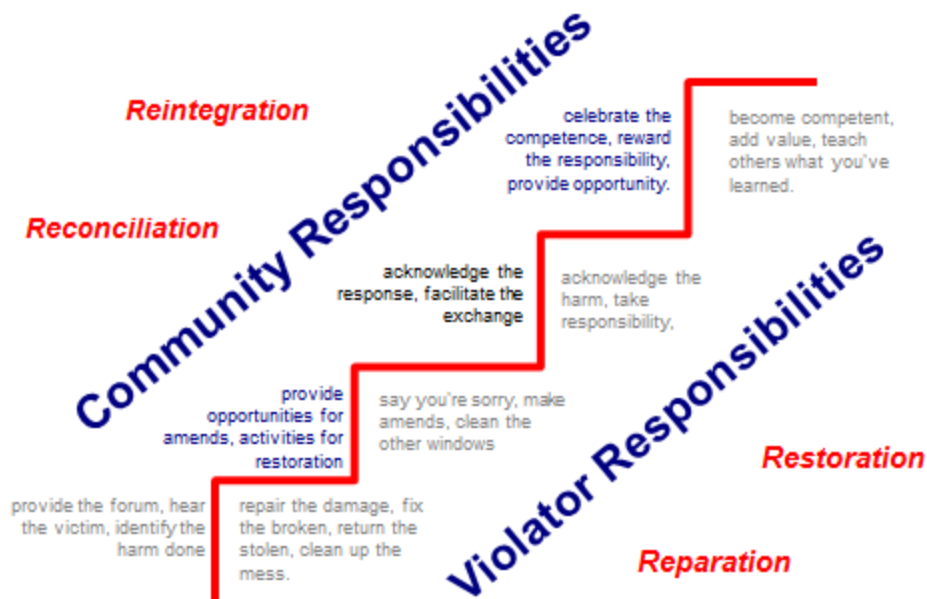 Community Responsibilities
Reintegration
Reconciliation
celebrate the
competence, reward
the responsibility,
provide opportunity.
become competent,
add value, teach
others what you've
learned.
acknowledge the
response, facilitate the
exchange
acknowledge the
harm, take
responsibility,
provide
opportunities for
amends, activities for
restoration
say you're sorry, make
amends, clean the
other windows
provide the forum, hear
the victim, identify the
harm done
repair the damage, fix
the broken, return the
stolen, clean up the
mess.
Violator Responsibilities
Restoration
Reparation